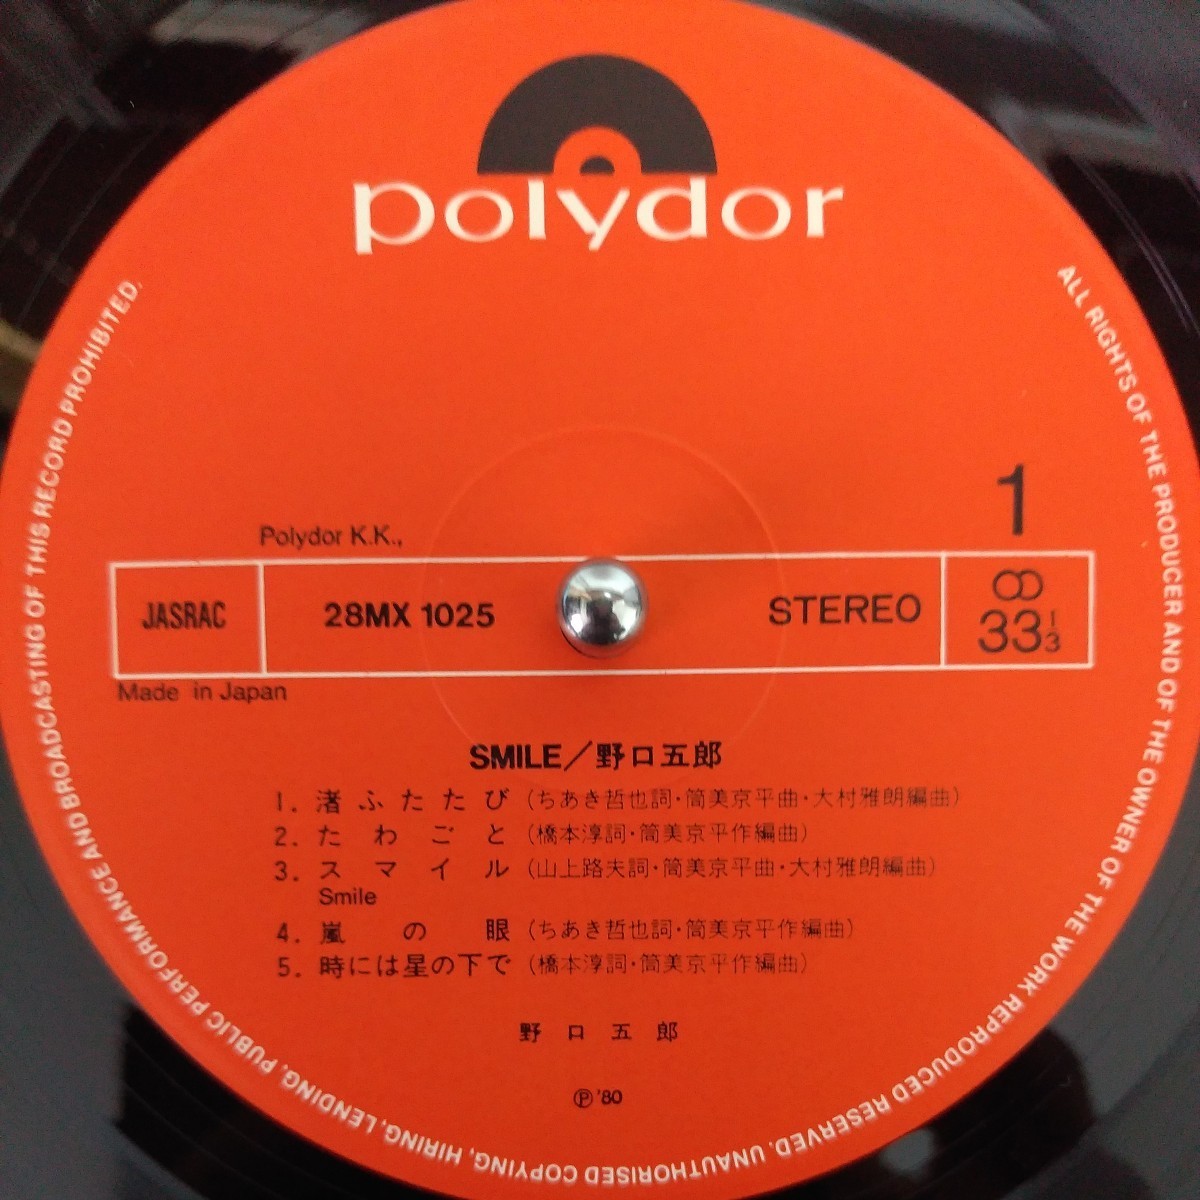 polydor
1
Polydor K.K.,
JASRAC
28MX 1025
STEREO
33 1/3
Made in Japan
SMILE／野口五郎
1. 渚ふたたび（ちあき哲也詞・筒美京平曲・大村雅朗編曲）
2. たわごと（橋本淳詞・筒美京平作編曲）
3. スマイル（山上路夫詞・筒美京平曲・大村雅朗編曲）
Smile
4. 嵐の眼（ちあき哲也詞・筒美京平作編曲）
5. 時には星の下で（橋本淳詞・筒美京平作編曲）
野口五郎
Ⓟ '80
ALL RIGHTS OF THE PRODUCER AND OF THE OWNER OF THE WORK REPRODUCED RESERVED. UNAUTHORISED COPYING, HIRING, LENDING, PUBLIC PERFORMANCE AND BROADCASTING OF THIS RECORD PROHIBITED.